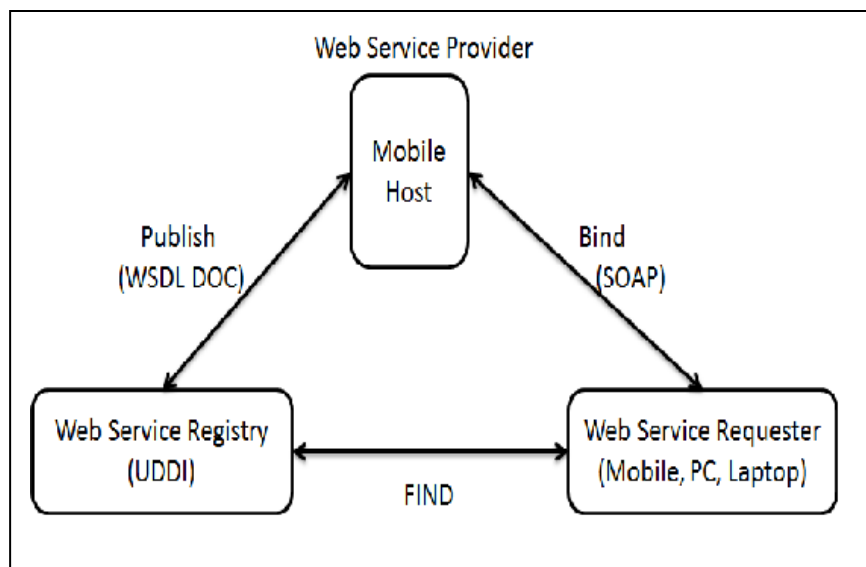 Web Service Provider
Mobile
Host
Publish
(WSDL DOC)
Bind
(SOAP)
Web Service Registry
(UDDI)
Web Service Requester
(Mobile, PC, Laptop)
FIND